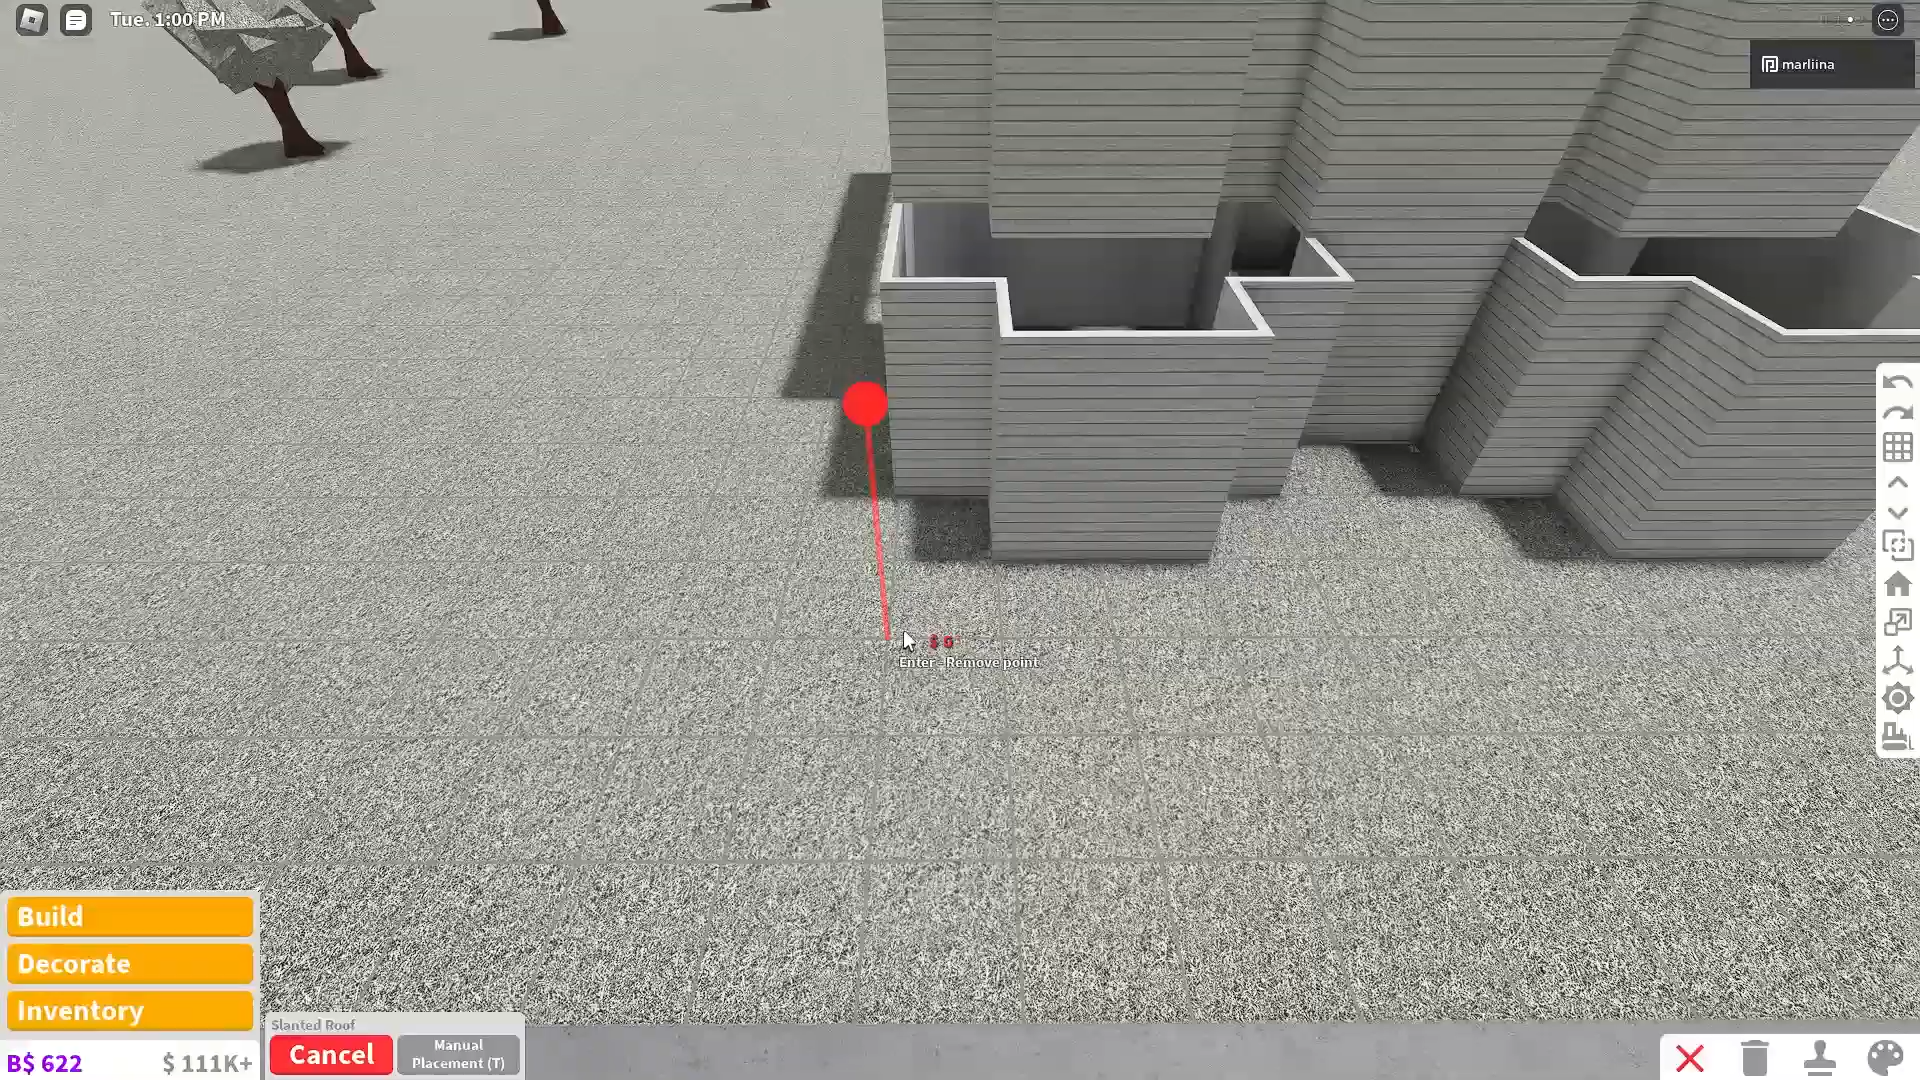 Tue. 1:00 PM
marliina
Enter - Remove point
Build
Decorate
Inventory
B$ 622
$ 111K+
Slanted Roof
Cancel
Manual
Placement (T)